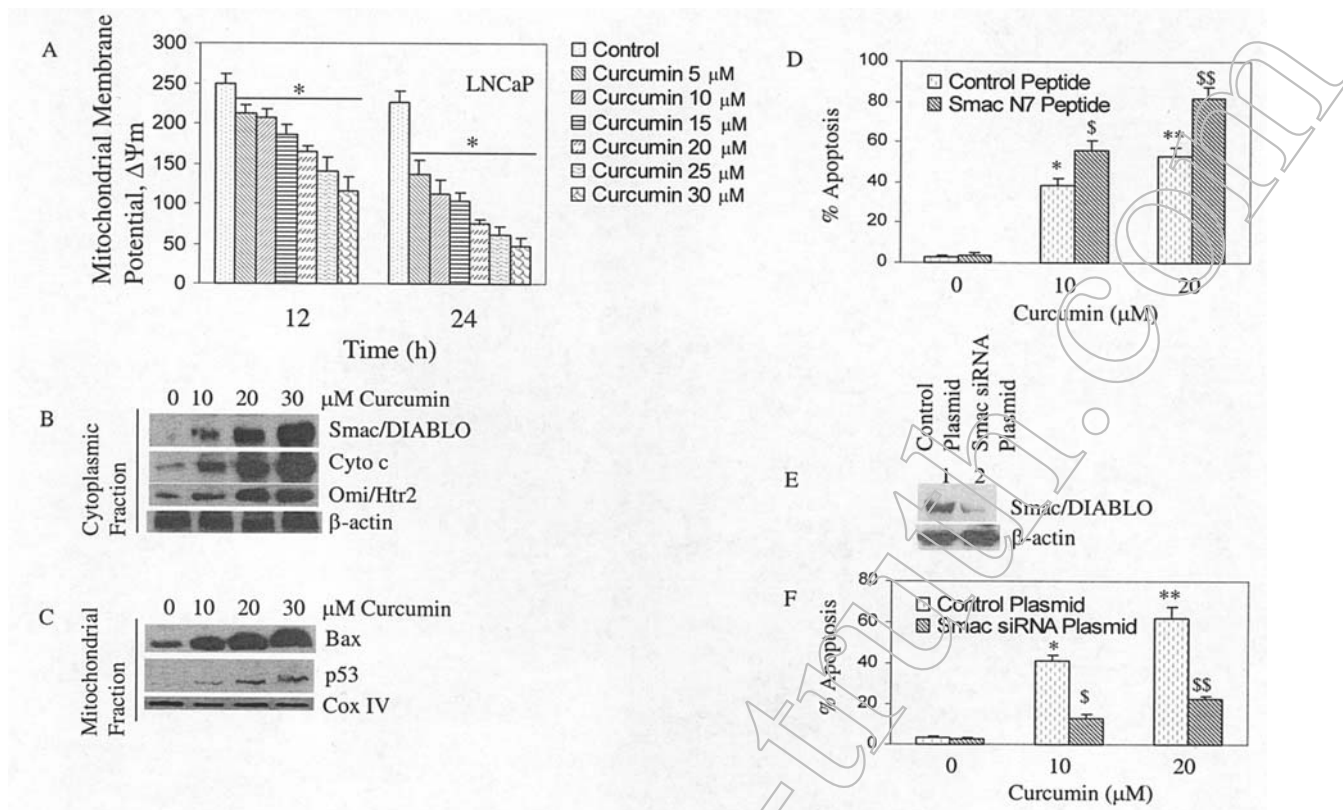 A
300
250
200
150
100
50
0
Mitochondrial Membrane
Potential, ΔΨm
*
*
LNCaP
12
24
Time (h)
Control
Curcumin 5 μM
Curcumin 10 μM
Curcumin 15 μM
Curcumin 20 μM
Curcumin 25 μM
Curcumin 30 μM
B
Cytoplasmic
Fraction
0 10 20 30 μM Curcumin
Smac/DIABLO
Cyto c
Omi/Htr2
β-actin
C
Mitochondrial
Fraction
0 10 20 30 μM Curcumin
Bax
p53
Cox IV
D
100
80
60
40
20
0
% Apoptosis
Control Peptide
Smac N7 Peptide
*
$
**
$$
0
10
20
Curcumin (μM)
E
Control
Plasmid
Smac siRNA
Plasmid
1 2
Smac/DIABLO
β-actin
F
80
60
40
20
0
% Apoptosis
Control Plasmid
Smac siRNA Plasmid
*
$
**
$$
0
10
20
Curcumin (μM)